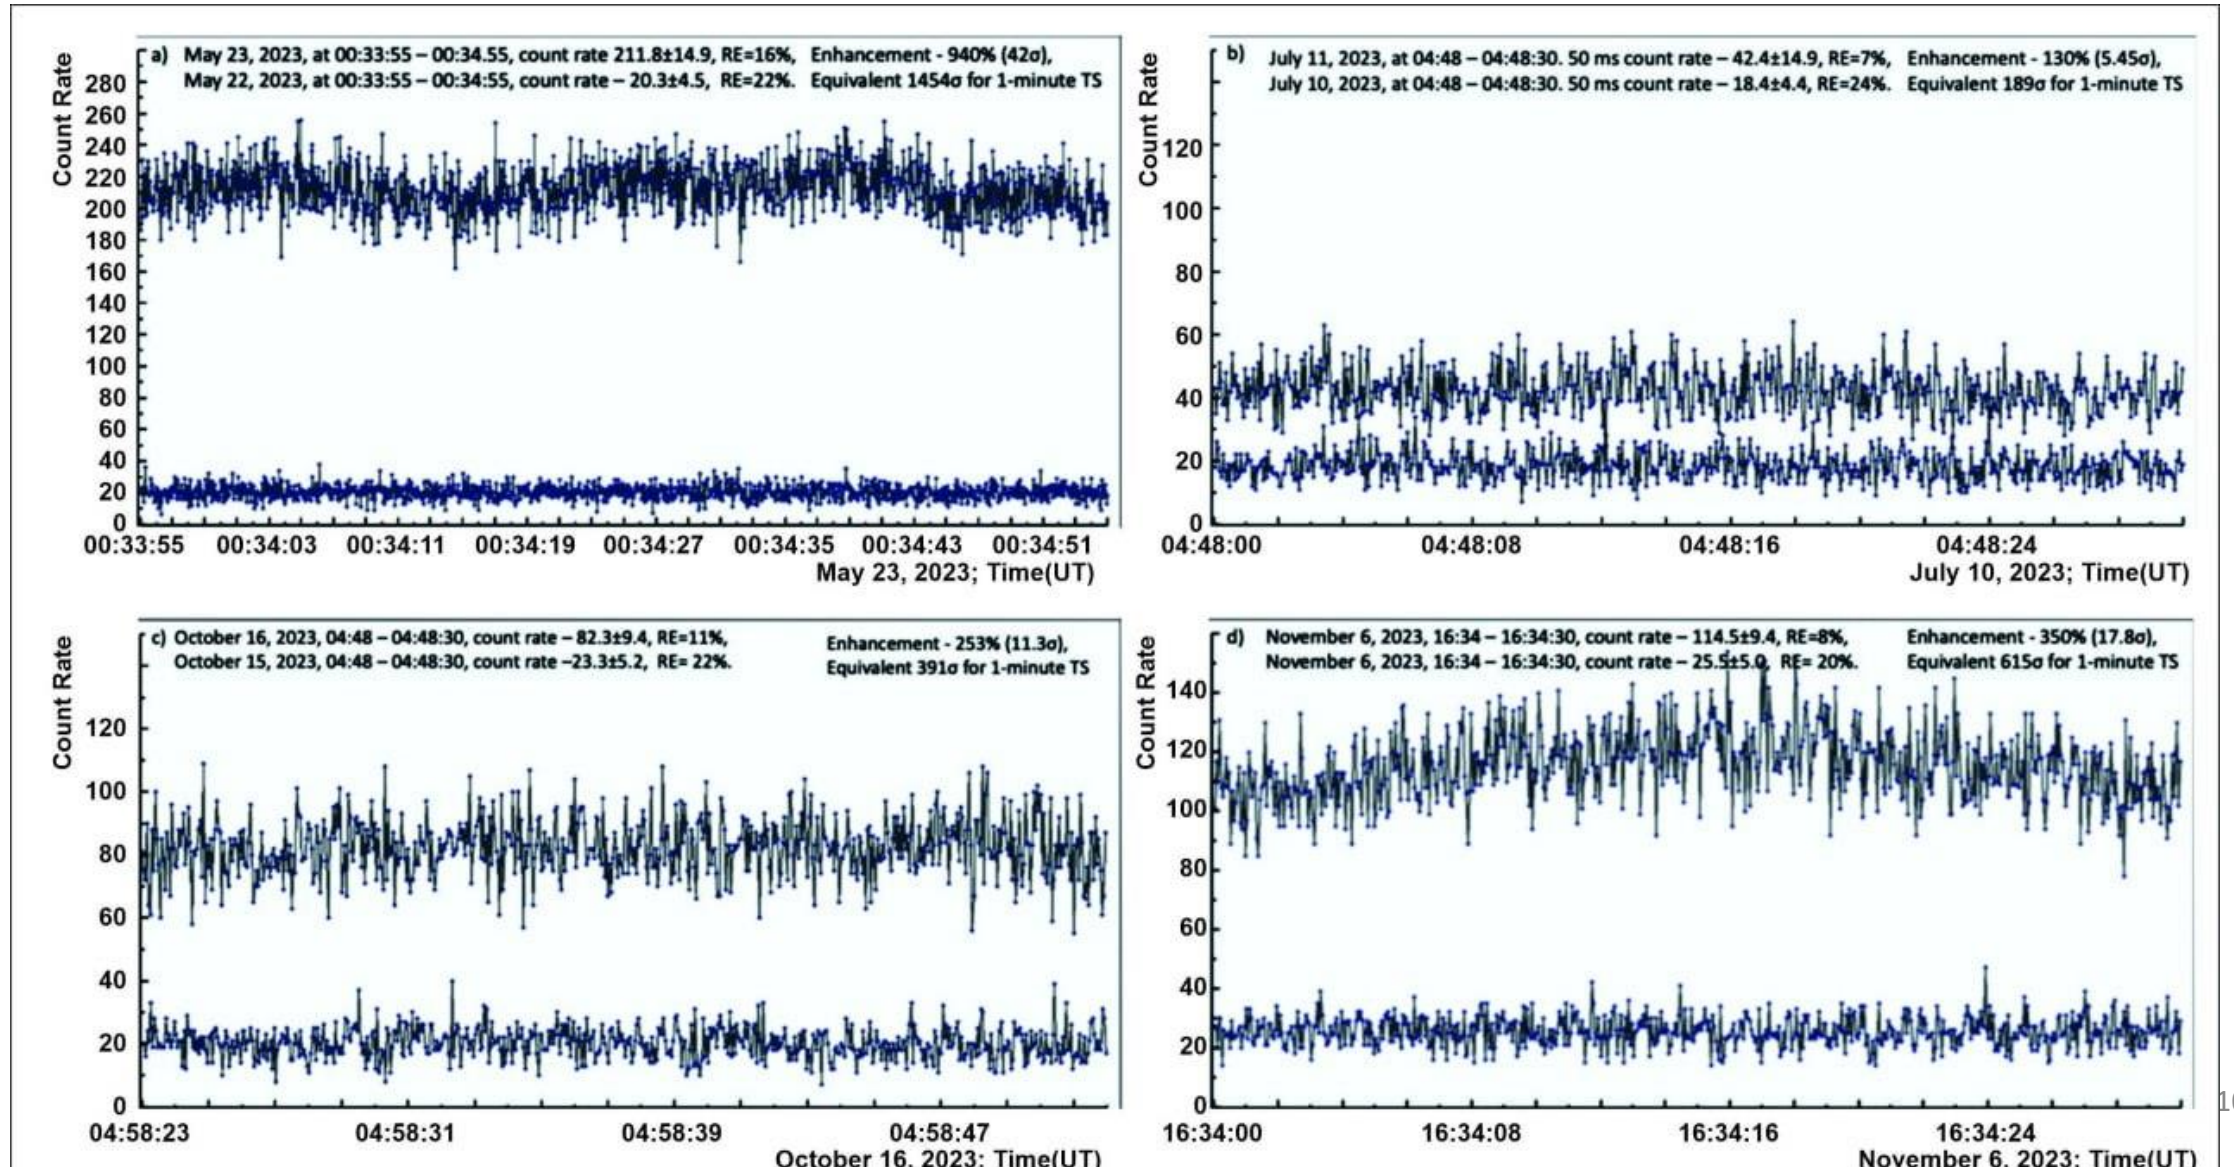 a) May 23, 2023, at 00:33:55 – 00:34.55, count rate 211.8±14.9, RE=16%, Enhancement - 940% (42σ),
May 22, 2023, at 00:33:55 – 00:34:55, count rate – 20.3±4.5, RE=22%. Equivalent 1454σ for 1-minute TS
Count Rate
280
260
240
220
200
180
160
140
120
100
80
60
40
20
0
00:33:55 00:34:03 00:34:11 00:34:19 00:34:27 00:34:35 00:34:43 00:34:51
May 23, 2023; Time(UT)
b) July 11, 2023, at 04:48 – 04:48:30. 50 ms count rate – 42.4±14.9, RE=7%, Enhancement - 130% (5.45σ),
July 10, 2023, at 04:48 – 04:48:30. 50 ms count rate – 18.4±4.4, RE=24%. Equivalent 189σ for 1-minute TS
Count Rate
120
100
80
60
40
20
0
04:48:00 04:48:08 04:48:16 04:48:24
July 10, 2023; Time(UT)
c) October 16, 2023, 04:48 – 04:48:30, count rate – 82.3±9.4, RE=11%, Enhancement - 253% (11.3σ),
October 15, 2023, 04:48 – 04:48:30, count rate –23.3±5.2, RE= 22%. Equivalent 391σ for 1-minute TS
Count Rate
120
100
80
60
40
20
0
04:58:23 04:58:31 04:58:39 04:58:47
October 16, 2023; Time(UT)
d) November 6, 2023, 16:34 – 16:34:30, count rate – 114.5±9.4, RE=8%, Enhancement - 350% (17.8σ),
November 6, 2023, 16:34 – 16:34:30, count rate – 25.5±5.0, RE= 20%. Equivalent 615σ for 1-minute TS
Count Rate
140
120
100
80
60
40
20
0
16:34:00 16:34:08 16:34:16 16:34:24
November 6, 2023; Time(UT)